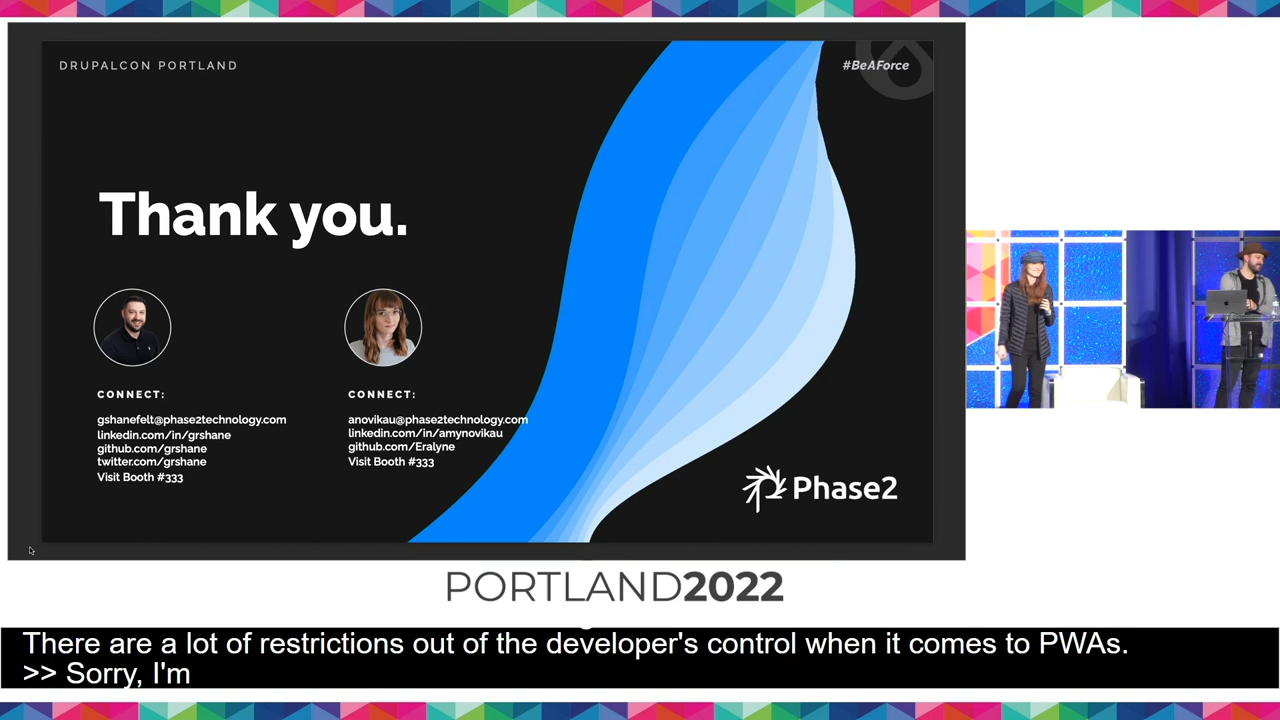 DRUPALCON PORTLAND
#BeAForce
Thank you.
CONNECT:
gshanefelt@phase2technology.com
linkedin.com/in/grshane
github.com/grshane
twitter.com/grshane
Visit Booth #333
CONNECT:
anovikau@phase2technology.com
linkedin.com/in/amynovikau
github.com/Eralyne
Visit Booth #333
Phase2
PORTLAND2022
There are a lot of restrictions out of the developer's control when it comes to PWAs.
>> Sorry, I'm